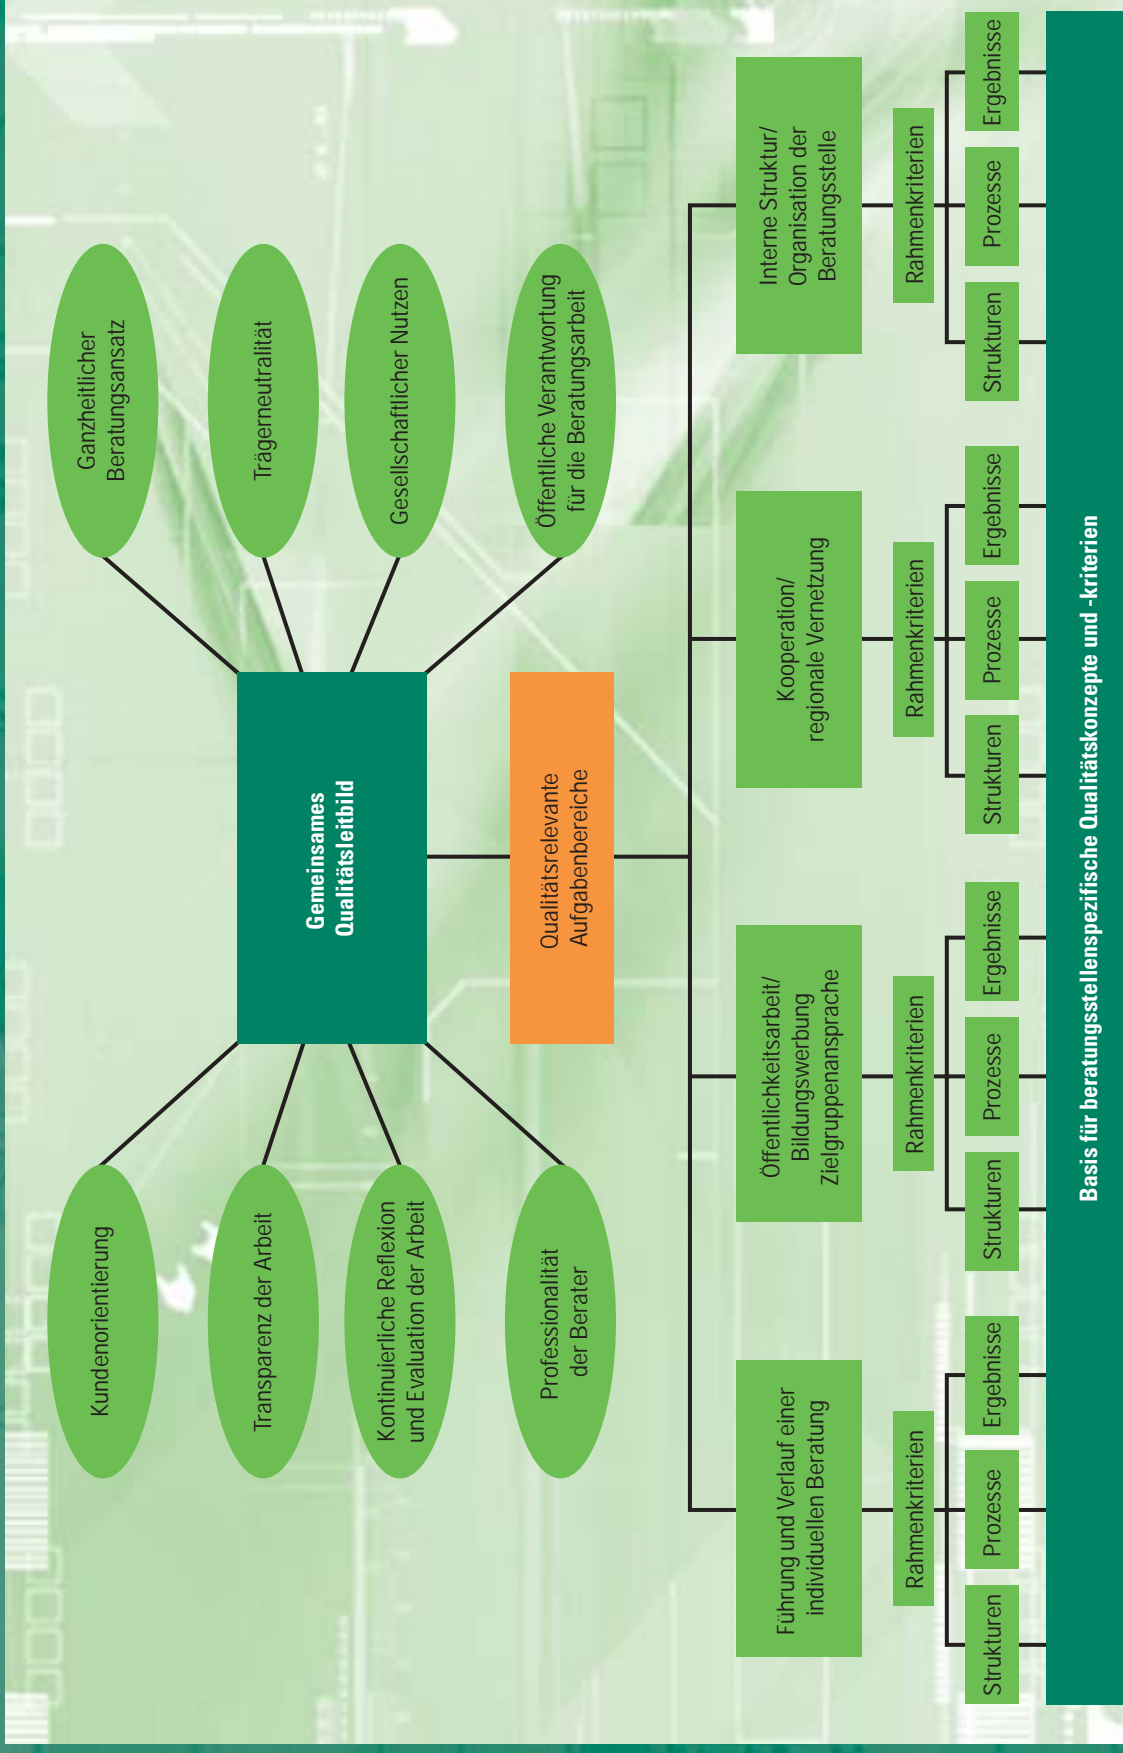 Kundenorientierung
Transparenz der Arbeit
Kontinuierliche Reflexion
und Evaluation der Arbeit
Professionalität
der Berater
Gemeinsames
Qualitätsleitbild
Ganzheitlicher
Beratungsansatz
Trägerneutralität
Gesellschaftlicher Nutzen
Öffentliche Verantwortung
für die Beratungsarbeit
Qualitätsrelevante
Aufgabenbereiche
Führung und Verlauf einer
individuellen Beratung
Rahmenkriterien
Strukturen
Prozesse
Ergebnisse
Öffentlichkeitsarbeit/
Bildungswerbung
Zielgruppenansprache
Rahmenkriterien
Strukturen
Prozesse
Ergebnisse
Kooperation/
regionale Vernetzung
Rahmenkriterien
Strukturen
Prozesse
Ergebnisse
Interne Struktur/
Organisation der
Beratungsstelle
Rahmenkriterien
Strukturen
Prozesse
Ergebnisse
Basis für beratungsstellenspezifische Qualitätskonzepte und -kriterien